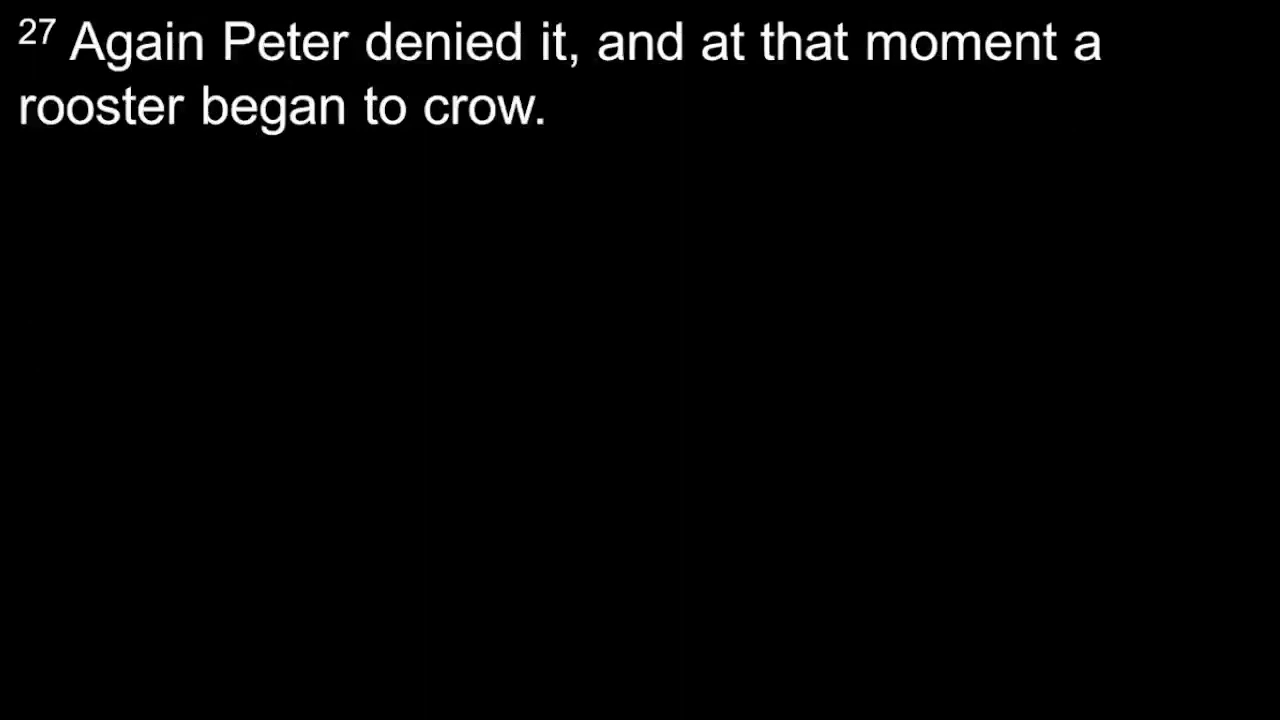 27 Again Peter denied it, and at that moment a
rooster began to crow.